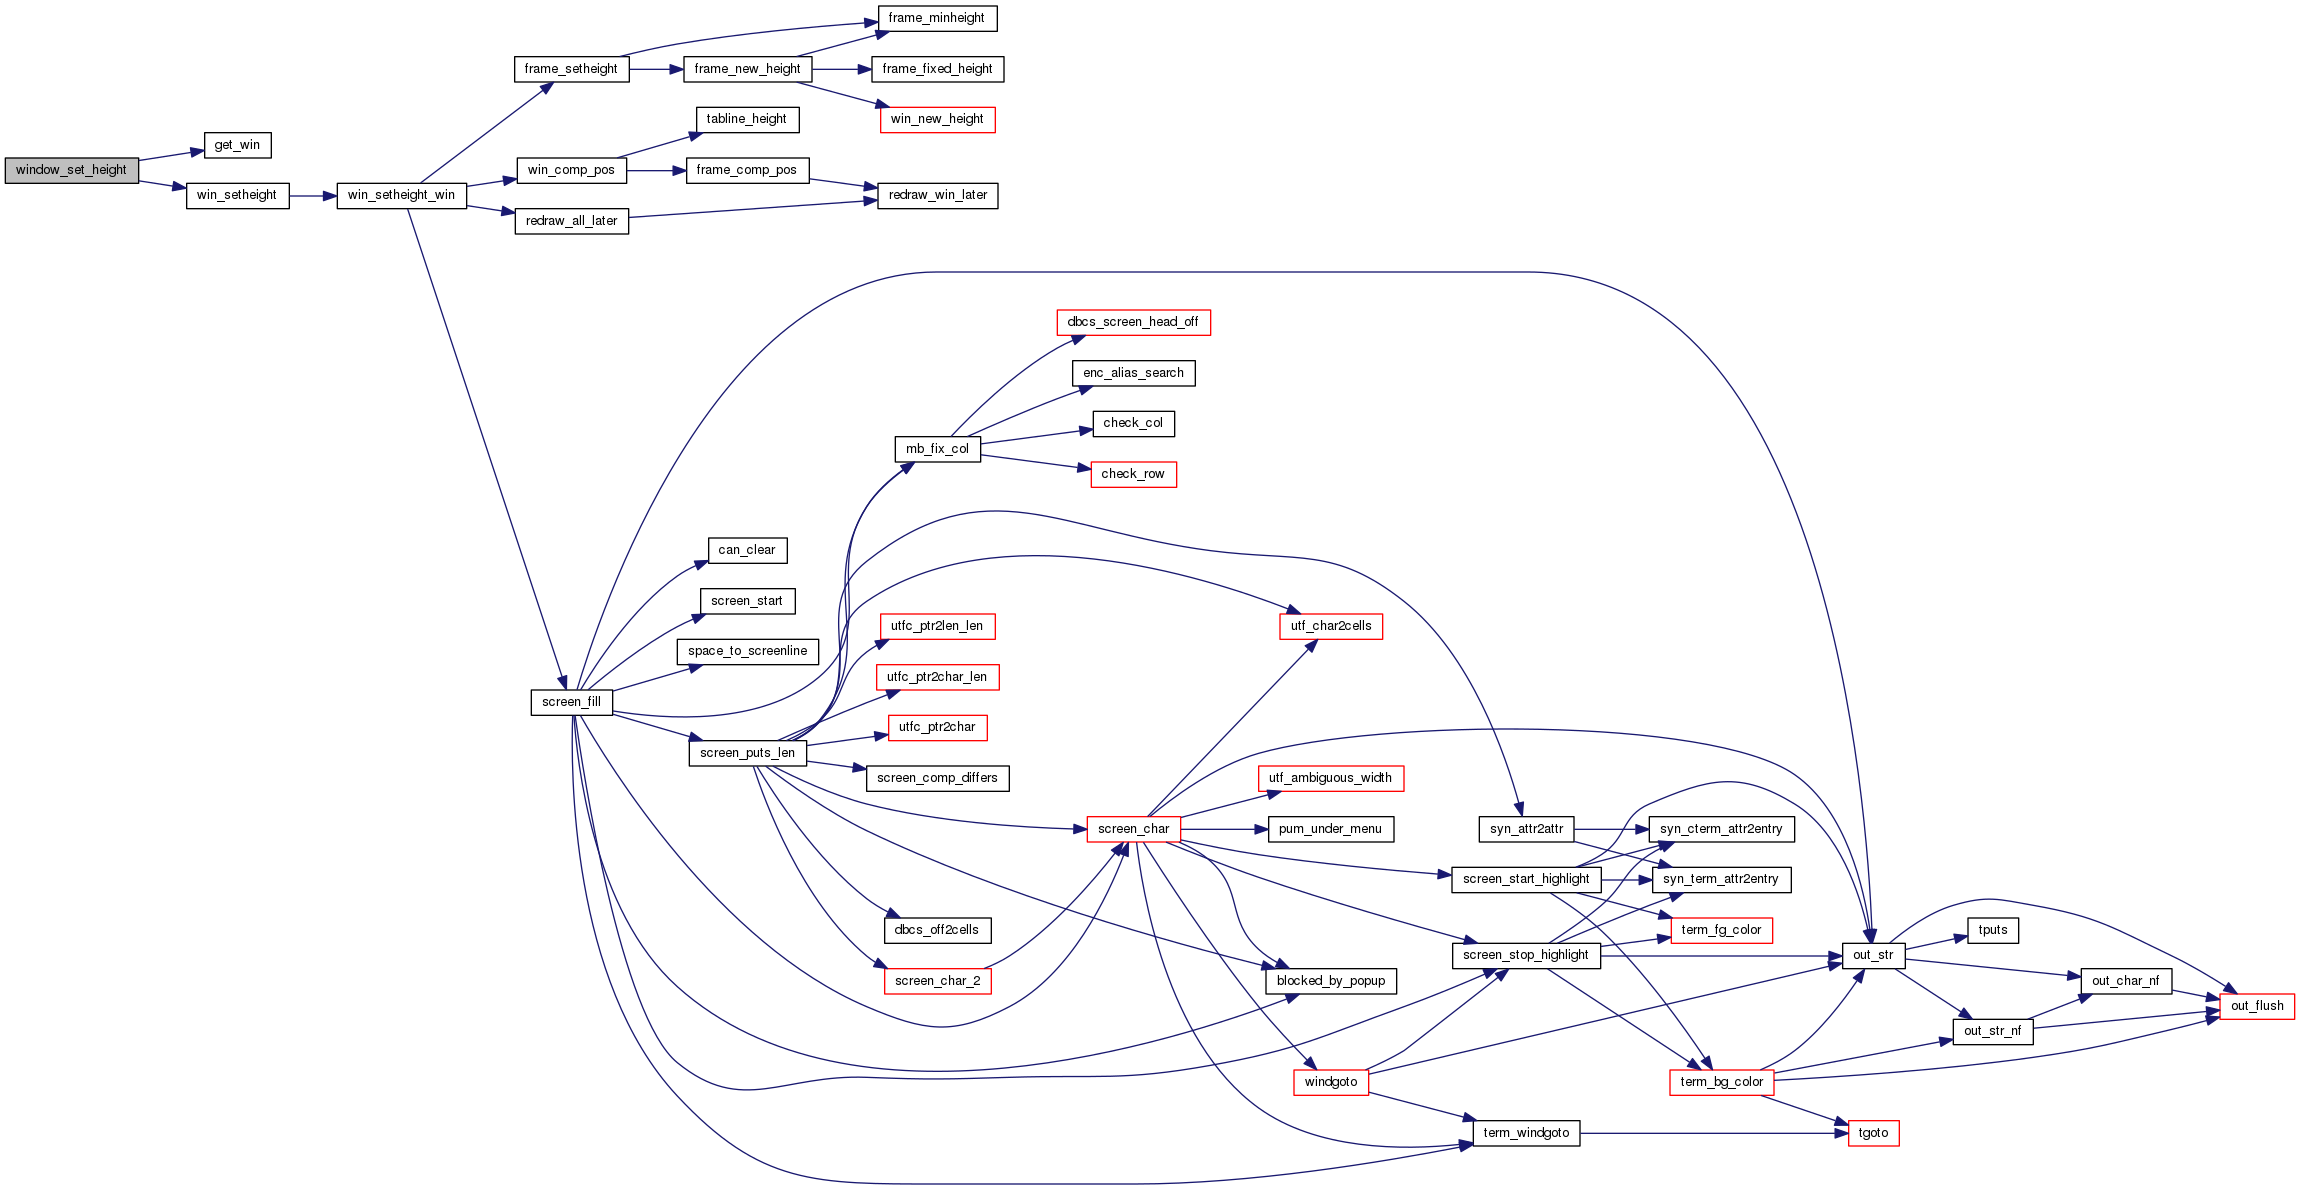 frame_minheight
frame_setheight
frame_new_height
frame_fixed_height
tabline_height
win_new_height
get_win
window_set_height
win_comp_pos
frame_comp_pos
win_setheight
win_setheight_win
redraw_win_later
redraw_all_later
dbcs_screen_head_off
enc_alias_search
check_col
mb_fix_col
check_row
can_clear
screen_start
utfc_ptr2len_len
utf_char2cells
space_to_screenline
utfc_ptr2char_len
screen_fill
utfc_ptr2char
screen_puts_len
screen_comp_differs
utf_ambiguous_width
screen_char
pum_under_menu
syn_attr2attr
syn_cterm_attr2entry
screen_start_highlight
syn_term_attr2entry
dbcs_off2cells
term_fg_color
tputs
screen_stop_highlight
out_str
screen_char_2
blocked_by_popup
out_char_nf
out_flush
out_str_nf
windgoto
term_bg_color
term_windgoto
tgoto